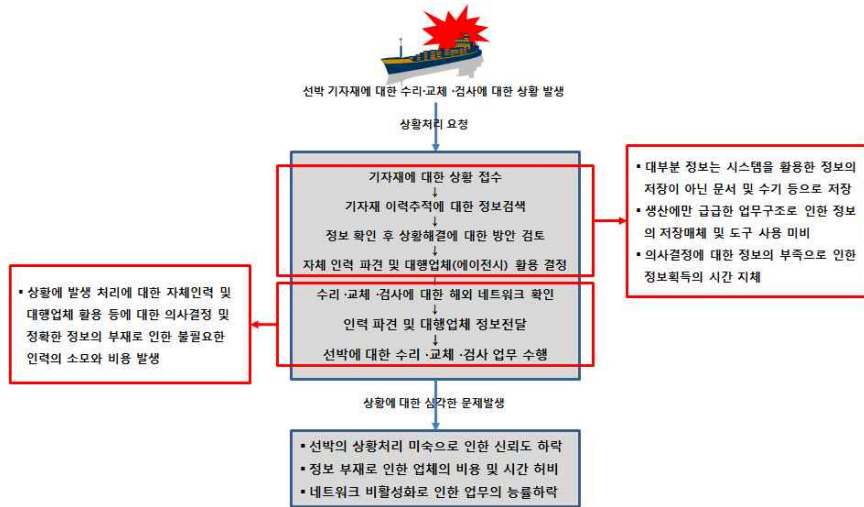 선박 기자재에 대한 수리·교체 ·검사에 대한 상황 발생
상황처리 요청
기자재에 대한 상황 접수
↓
기자재 이력추적에 대한 정보검색
↓
정보 확인 후 상황해결에 대한 방안 검토
↓
자체 인력 파견 및 대행업체(에이전시) 활용 결정
수리 ·교체 ·검사에 대한 해외 네트워크 확인
↓
인력 파견 및 대행업체 정보전달
↓
선박에 대한 수리 ·교체 ·검사 업무 수행
▪ 대부분 정보는 시스템을 활용한 정보의
저장이 아닌 문서 및 수기 등으로 저장
▪ 생산에만 급급한 업무구조로 인한 정보
의 저장매체 및 도구 사용 미비
▪ 의사결정에 대한 정보의 부족으로 인한
정보획득의 시간 지체
▪ 상황에 발생 처리에 대한 자체인력 및
대행업체 활용 등에 대한 의사결정 및
정확한 정보의 부재로 인한 불필요한
인력의 소모와 비용 발생
상황에 대한 심각한 문제발생
▪ 선박의 상황처리 미숙으로 인한 신뢰도 하락
▪ 정보 부재로 인한 업체의 비용 및 시간 허비
▪ 네트워크 비활성화로 인한 업무의 능률하락